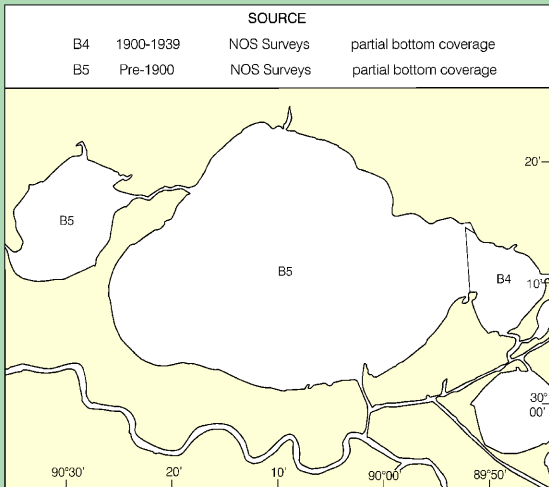 SOURCE
B4 1900-1939 NOS Surveys partial bottom coverage
B5 Pre-1900 NOS Surveys partial bottom coverage
20'
B5
B5
B4
10'
30°
00'
90°30' 20' 10' 90°00' 89°50'